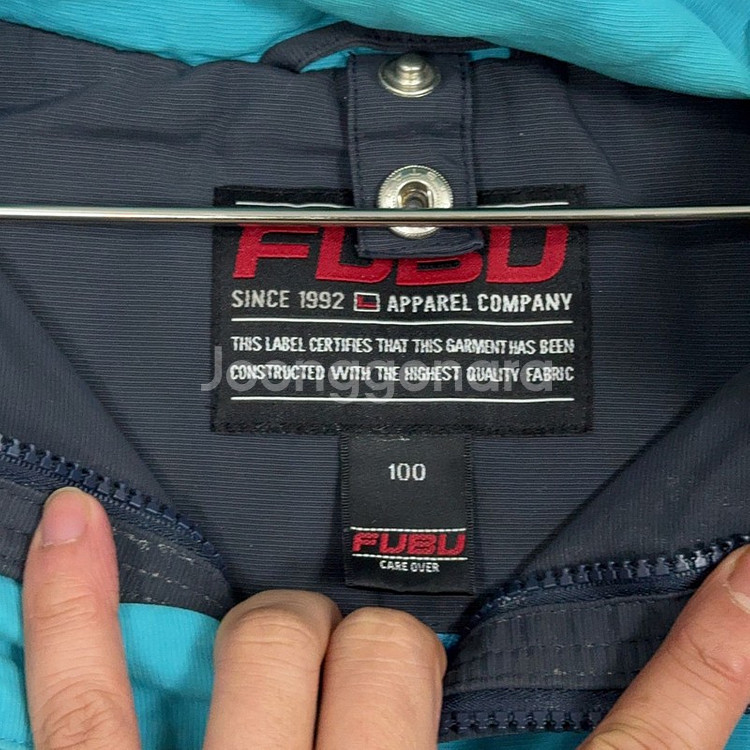 FUBU
SINCE 1992 APPAREL COMPANY
THIS LABEL CERTIFIES THAT THIS GARMENT HAS BEEN
CONSTRUCTED WITH THE HIGHEST QUALITY FABRIC
Joonggonara
100
FUBU
CARE OVER